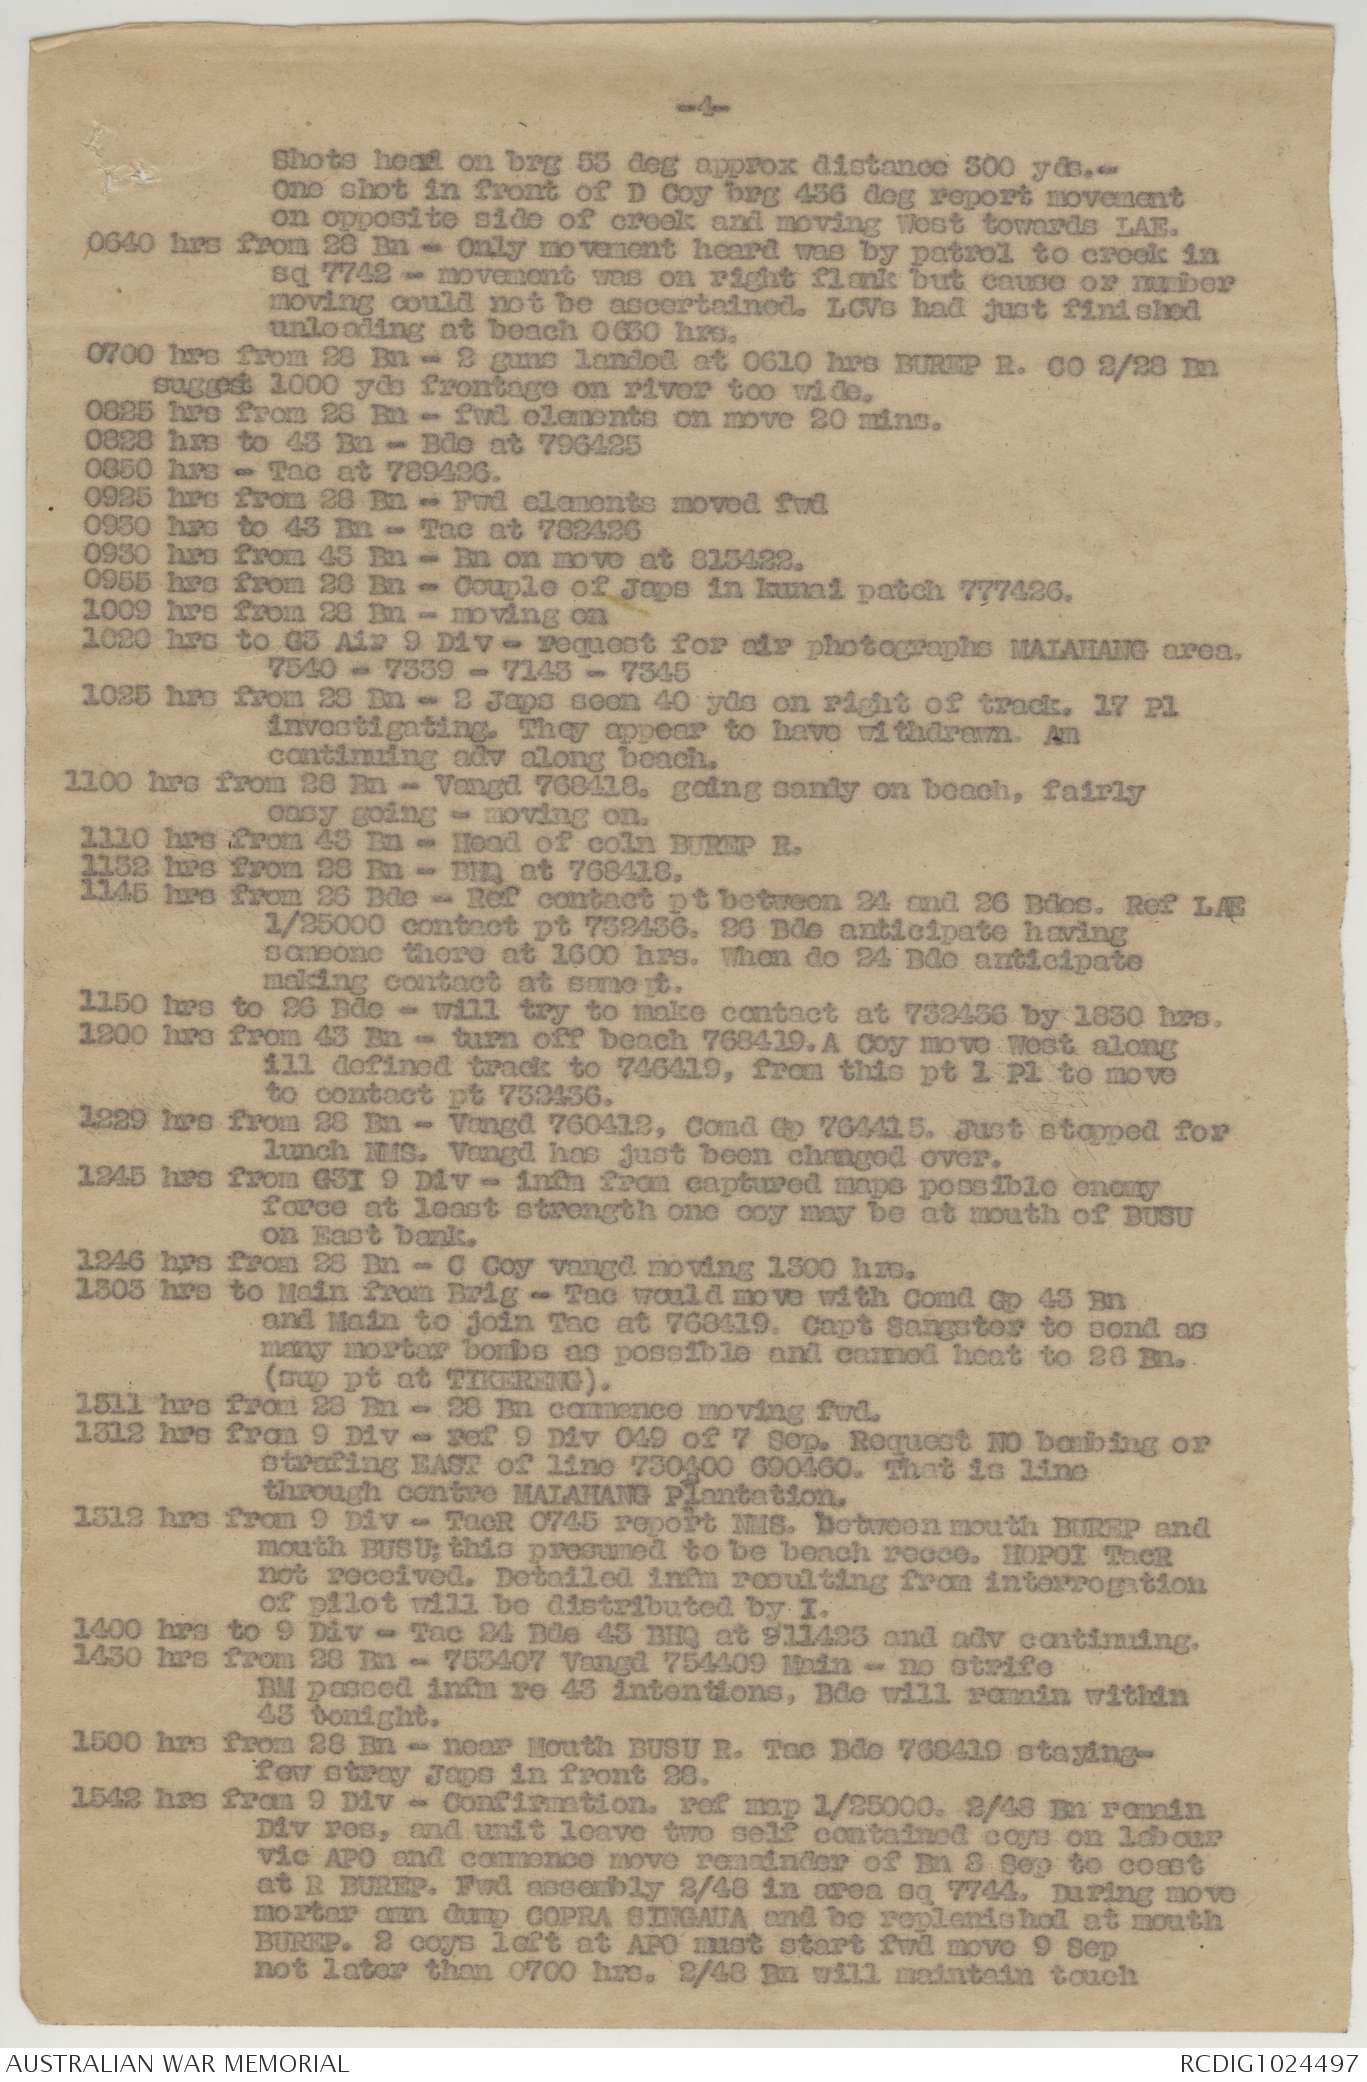 -4-
Shots heard on brg 53 deg approx distance 300 yds.-
One shot in front of D Coy brg 436 deg report movement
on opposite side of creek and moving West towards LAE.
0640 hrs from 28 Bn - Only movement heard was by patrol to creek in
sq 7742 - movement was on right flank but cause or number
moving could not be ascertained. LCVs had just finished
unloading at beach 0630 hrs.
0700 hrs from 28 Bn - 2 guns landed at 0610 hrs BUREP R. CO 2/28 Bn
suggest 1000 yds frontage on river too wide.
0825 hrs from 28 Bn - fwd elements on move 20 mins.
0828 hrs to 43 Bn - Bde at 796425
0850 hrs - Tac at 789426.
0925 hrs from 28 Bn - Fwd elements moved fwd
0930 hrs to 43 Bn - Tac at 782426
0930 hrs from 43 Bn - Bn on move at 813422.
0955 hrs from 28 Bn - Couple of Japs in kunai patch 777426.
1009 hrs from 28 Bn - moving on
1020 hrs to G3 Air 9 Div - request for air photographs MALAHANG area.
7540 - 7339 - 7143 - 7345
1025 hrs from 28 Bn - 2 Japs seen 40 yds on right of track. 17 Pl
investigating. They appear to have withdrawn. Am
continuing adv along beach.
1100 hrs from 28 Bn - Vangd 768418. going sandy on beach, fairly
easy going - moving on.
1110 hrs from 43 Bn - Head of coln BUREP R.
1132 hrs from 28 Bn - BHQ at 768418.
1145 hrs from 26 Bde - Ref contact pt between 24 and 26 Bdes. Ref LAE
1/25000 contact pt 732436. 26 Bde anticipate having
someone there at 1600 hrs. When do 24 Bde anticipate
making contact at same pt.
1150 hrs to 26 Bde - will try to make contact at 732436 by 1830 hrs.
1200 hrs from 43 Bn - turn off beach 768419.A Coy move West along
ill defined track to 746419, from this pt 1 Pl to move
to contact pt 732436.
1229 hrs from 28 Bn - Vangd 760412, Comd Gp 764415. Just stopped for
lunch NMS. Vangd has just been changed over.
1245 hrs from G3I 9 Div - infm from captured maps possible enemy
force at least strength one coy may be at mouth of BUSU
on East bank.
1246 hrs from 28 Bn - C Coy vangd moving 1300 hrs.
1303 hrs to Main from Brig - Tac would move with Comd Gp 43 Bn
and Main to join Tac at 768419. Capt Sangster to send as
many mortar bombs as possible and canned heat to 28 Bn.
(sup pt at TIKERENG).
1311 hrs from 28 Bn - 28 Bn commence moving fwd.
1312 hrs from 9 Div - ref 9 Div 049 of 7 Sep. Request NO bombing or
strafing EAST of line 730400 690460. That is line
through centre MALAHANG Plantation.
1312 hrs from 9 Div - TacR 0745 report NMS. between mouth BUREP and
mouth BUSU; this presumed to be beach recce. HOPOI TacR
not received. Detailed infm resulting from interrogation
of pilot will be distributed by I.
1400 hrs to 9 Div - Tac 24 Bde 43 BHQ at 911423 and adv continuing.
1430 hrs from 28 Bn - 753407 Vangd 754409 Main - no strife
BM passed infm re 43 intentions, Bde will remain within
43 tonight.
1500 hrs from 28 Bn - near Mouth BUSU R. Tac Bde 768419 staying-
few stray Japs in front 28.
1542 hrs from 9 Div - Confirmation. ref map 1/25000. 2/48 Bn remain
Div res, and unit leave two self contained coys on labour
vic APO and commence move remainder of Bn 8 Sep to coast
at R BUREP. Fwd assembly 2/48 in area sq 7744. During move
mortar amn dump COPRA SINGAUA and be replenished at mouth
BUREP. 2 coys left at APO must start fwd move 9 Sep
not later than 0700 hrs. 2/48 Bn will maintain touch
AUSTRALIAN WAR MEMORIAL
RCDIG1024497